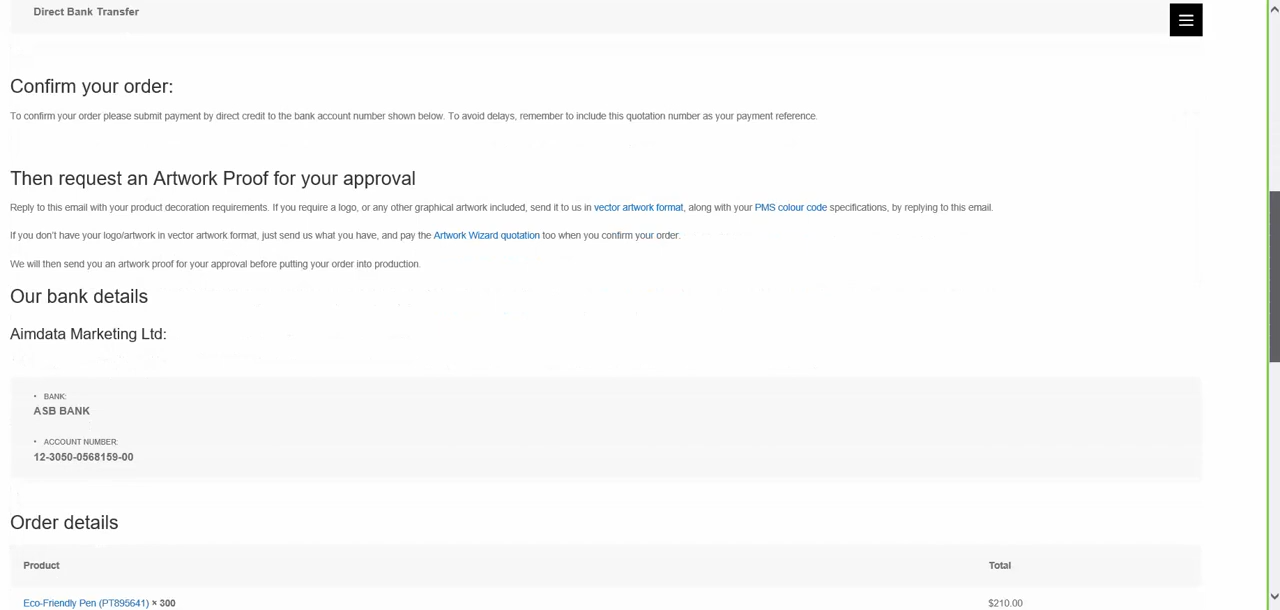 Direct Bank Transfer
Confirm your order:
To confirm your order please submit payment by direct credit to the bank account number shown below. To avoid delays, remember to include this quotation number as your payment reference.
Then request an Artwork Proof for your approval
Reply to this email with your product decoration requirements. If you require a logo, or any other graphical artwork included, send it to us in vector artwork format, along with your PMS colour code specifications, by replying to this email.
If you don't have your logo/artwork in vector artwork format, just send us what you have, and pay the Artwork Wizard quotation too when you confirm your order.
We will then send you an artwork proof for your approval before putting your order into production.
Our bank details
Aimdata Marketing Ltd:
• BANK:
ASB BANK
• ACCOUNT NUMBER:
12-3050-0568159-00
Order details
Product Total
Eco-Friendly Pen (PT895641) × 300 $210.00